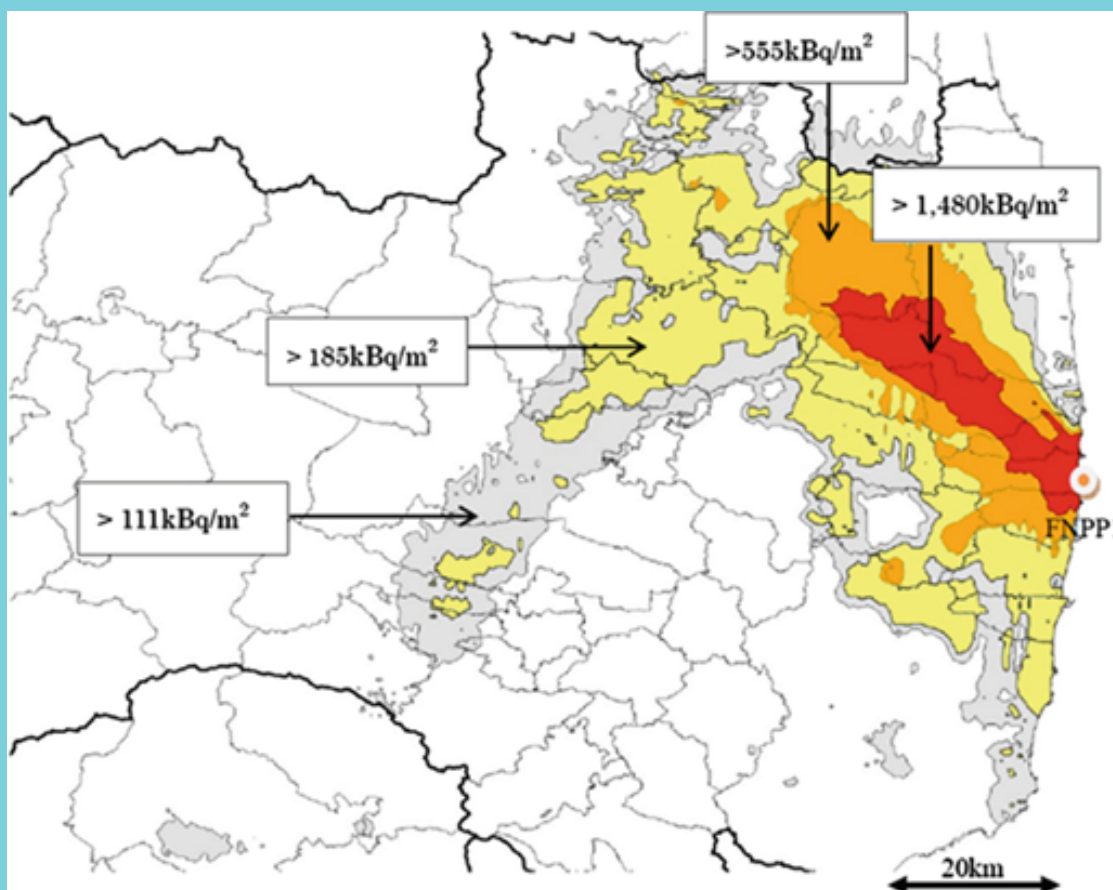 >555kBq/m²
> 1,480kBq/m²
> 185kBq/m²
> 111kBq/m²
FNPP.
20km